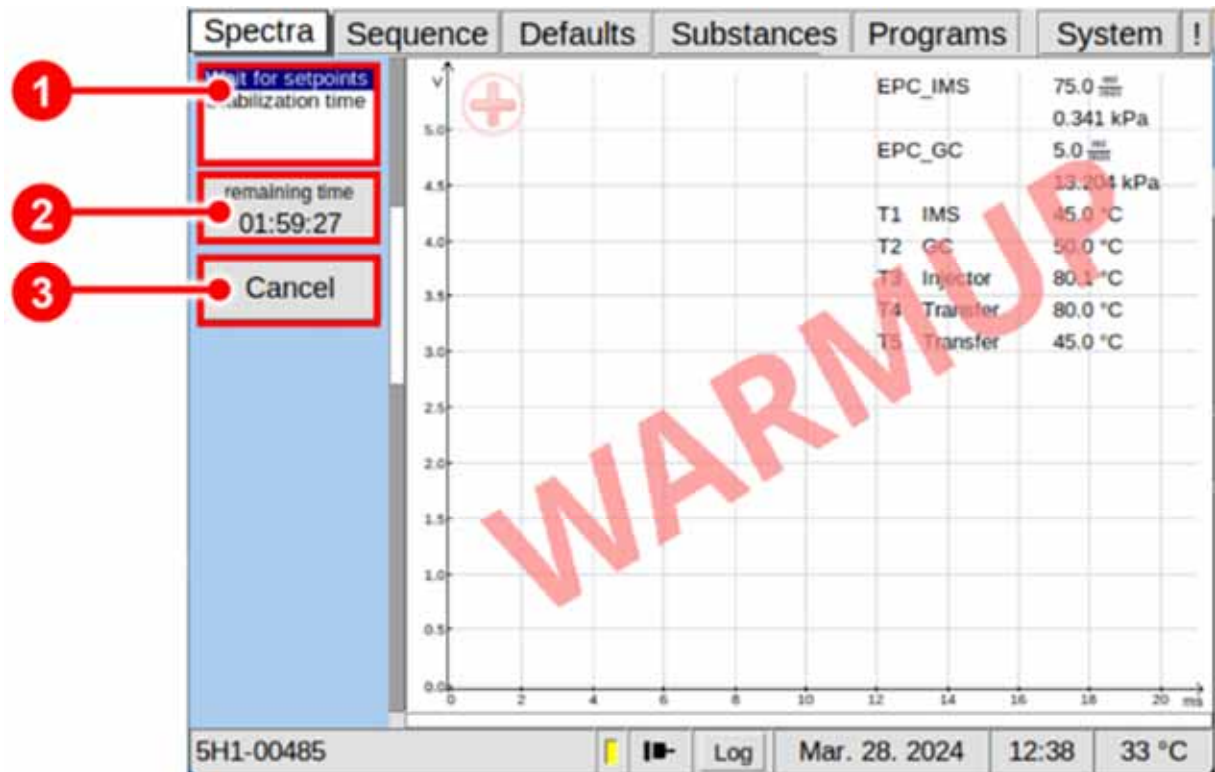 Spectra Sequence Defaults Substances Programs System !
1
Wait for setpoints
Stabilization time
2
remaining time
01:59:27
3
Cancel
V
5.0
4.5
4.0
3.5
3.0
2.5
2.0
1.5
1.0
0.5
0.0
0 2 4 6 8 10 12 14 16 18 20 ms
EPC_IMS 75.0 ml/min
0.341 kPa
EPC_GC 5.0 ml/min
13.204 kPa
T1 IMS 45.0 °C
T2 GC 50.0 °C
T3 Injector 80.1 °C
T4 Transfer 80.0 °C
T5 Transfer 45.0 °C
WARMUP
5H1-00485 Log Mar. 28. 2024 12:38 33 °C